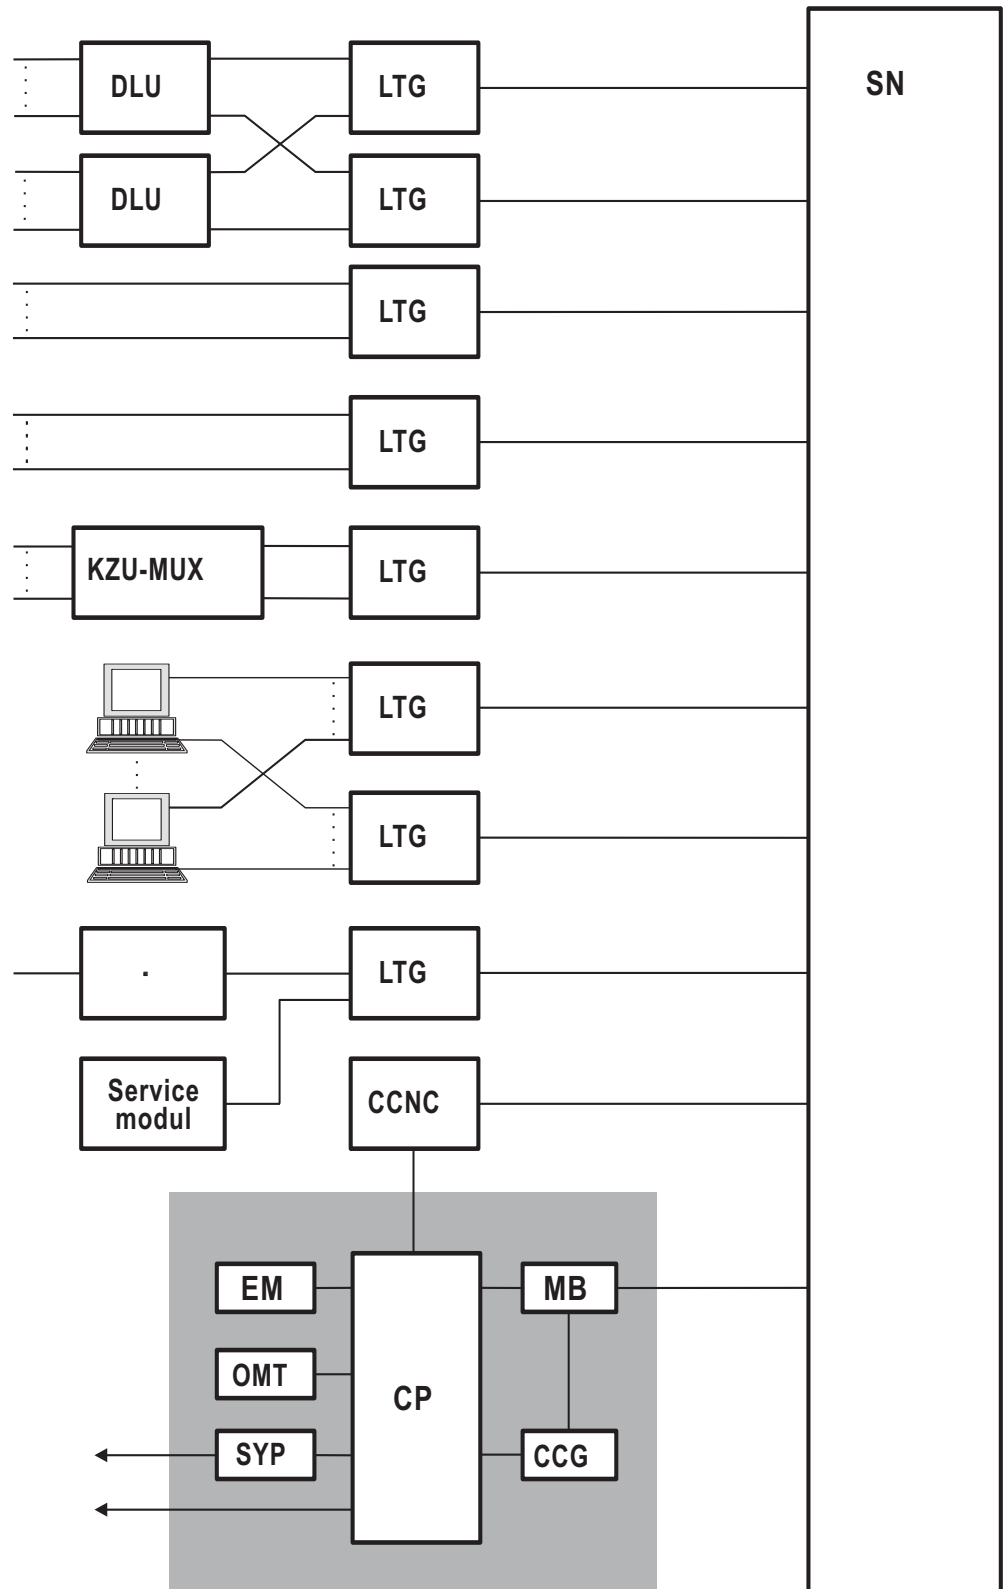 SN
DLU
LTG
DLU
LTG
LTG
LTG
KZU-MUX
LTG
LTG
LTG
.
LTG
Service
modul
CCNC
EM
MB
OMT
CP
SYP
CCG